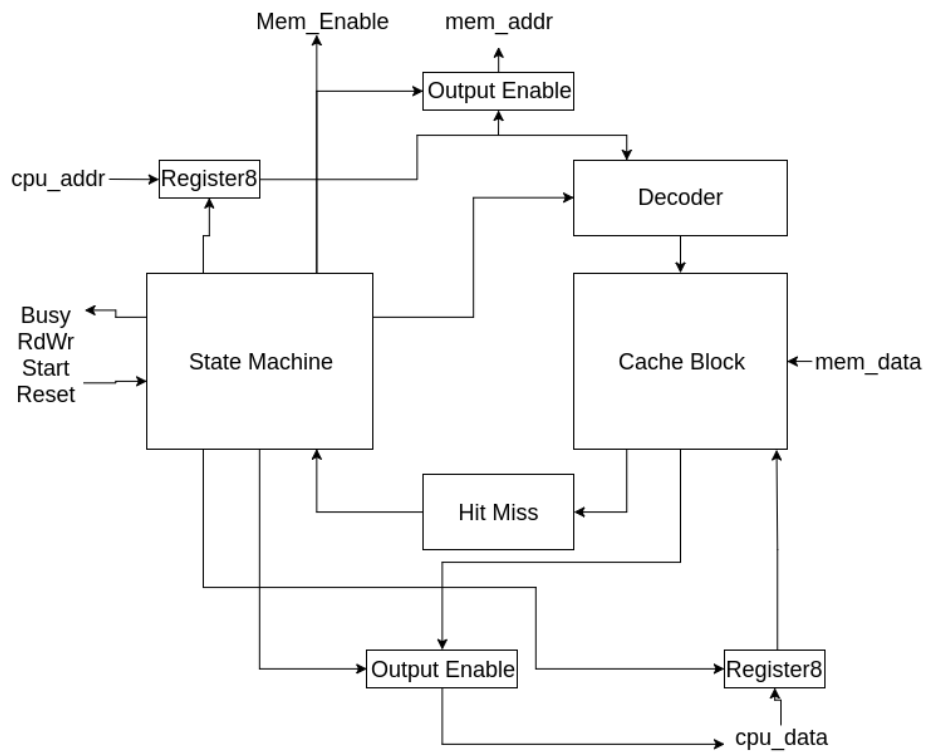 Mem_Enable
mem_addr
Output Enable
cpu_addr
Register8
Decoder
Busy
RdWr
Start
Reset
State Machine
Cache Block
mem_data
Hit Miss
Output Enable
Register8
cpu_data